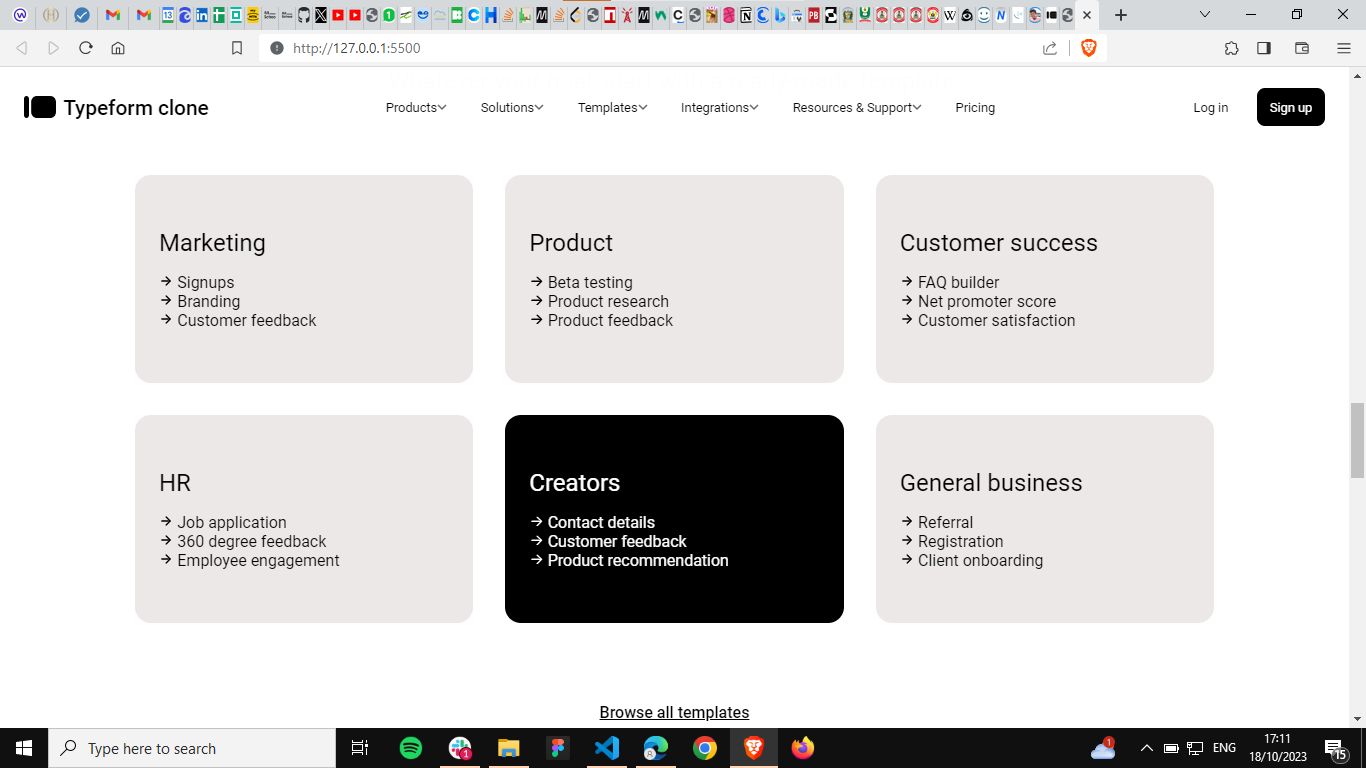 http://127.0.0.1:5500
Typeform clone
Products
Solutions
Templates
Integrations
Resources & Support
Pricing
Log in
Sign up
Marketing
→ Signups
→ Branding
→ Customer feedback
Product
→ Beta testing
→ Product research
→ Product feedback
Customer success
→ FAQ builder
→ Net promoter score
→ Customer satisfaction
HR
→ Job application
→ 360 degree feedback
→ Employee engagement
Creators
→ Contact details
→ Customer feedback
→ Product recommendation
General business
→ Referral
→ Registration
→ Client onboarding
Browse all templates
Type here to search
1
1
ENG
17:11
18/10/2023
15